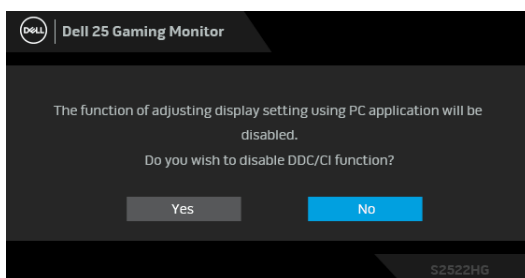 DELL Dell 25 Gaming Monitor
The function of adjusting display setting using PC application will be
disabled.
Do you wish to disable DDC/CI function?
Yes No
S2522HG